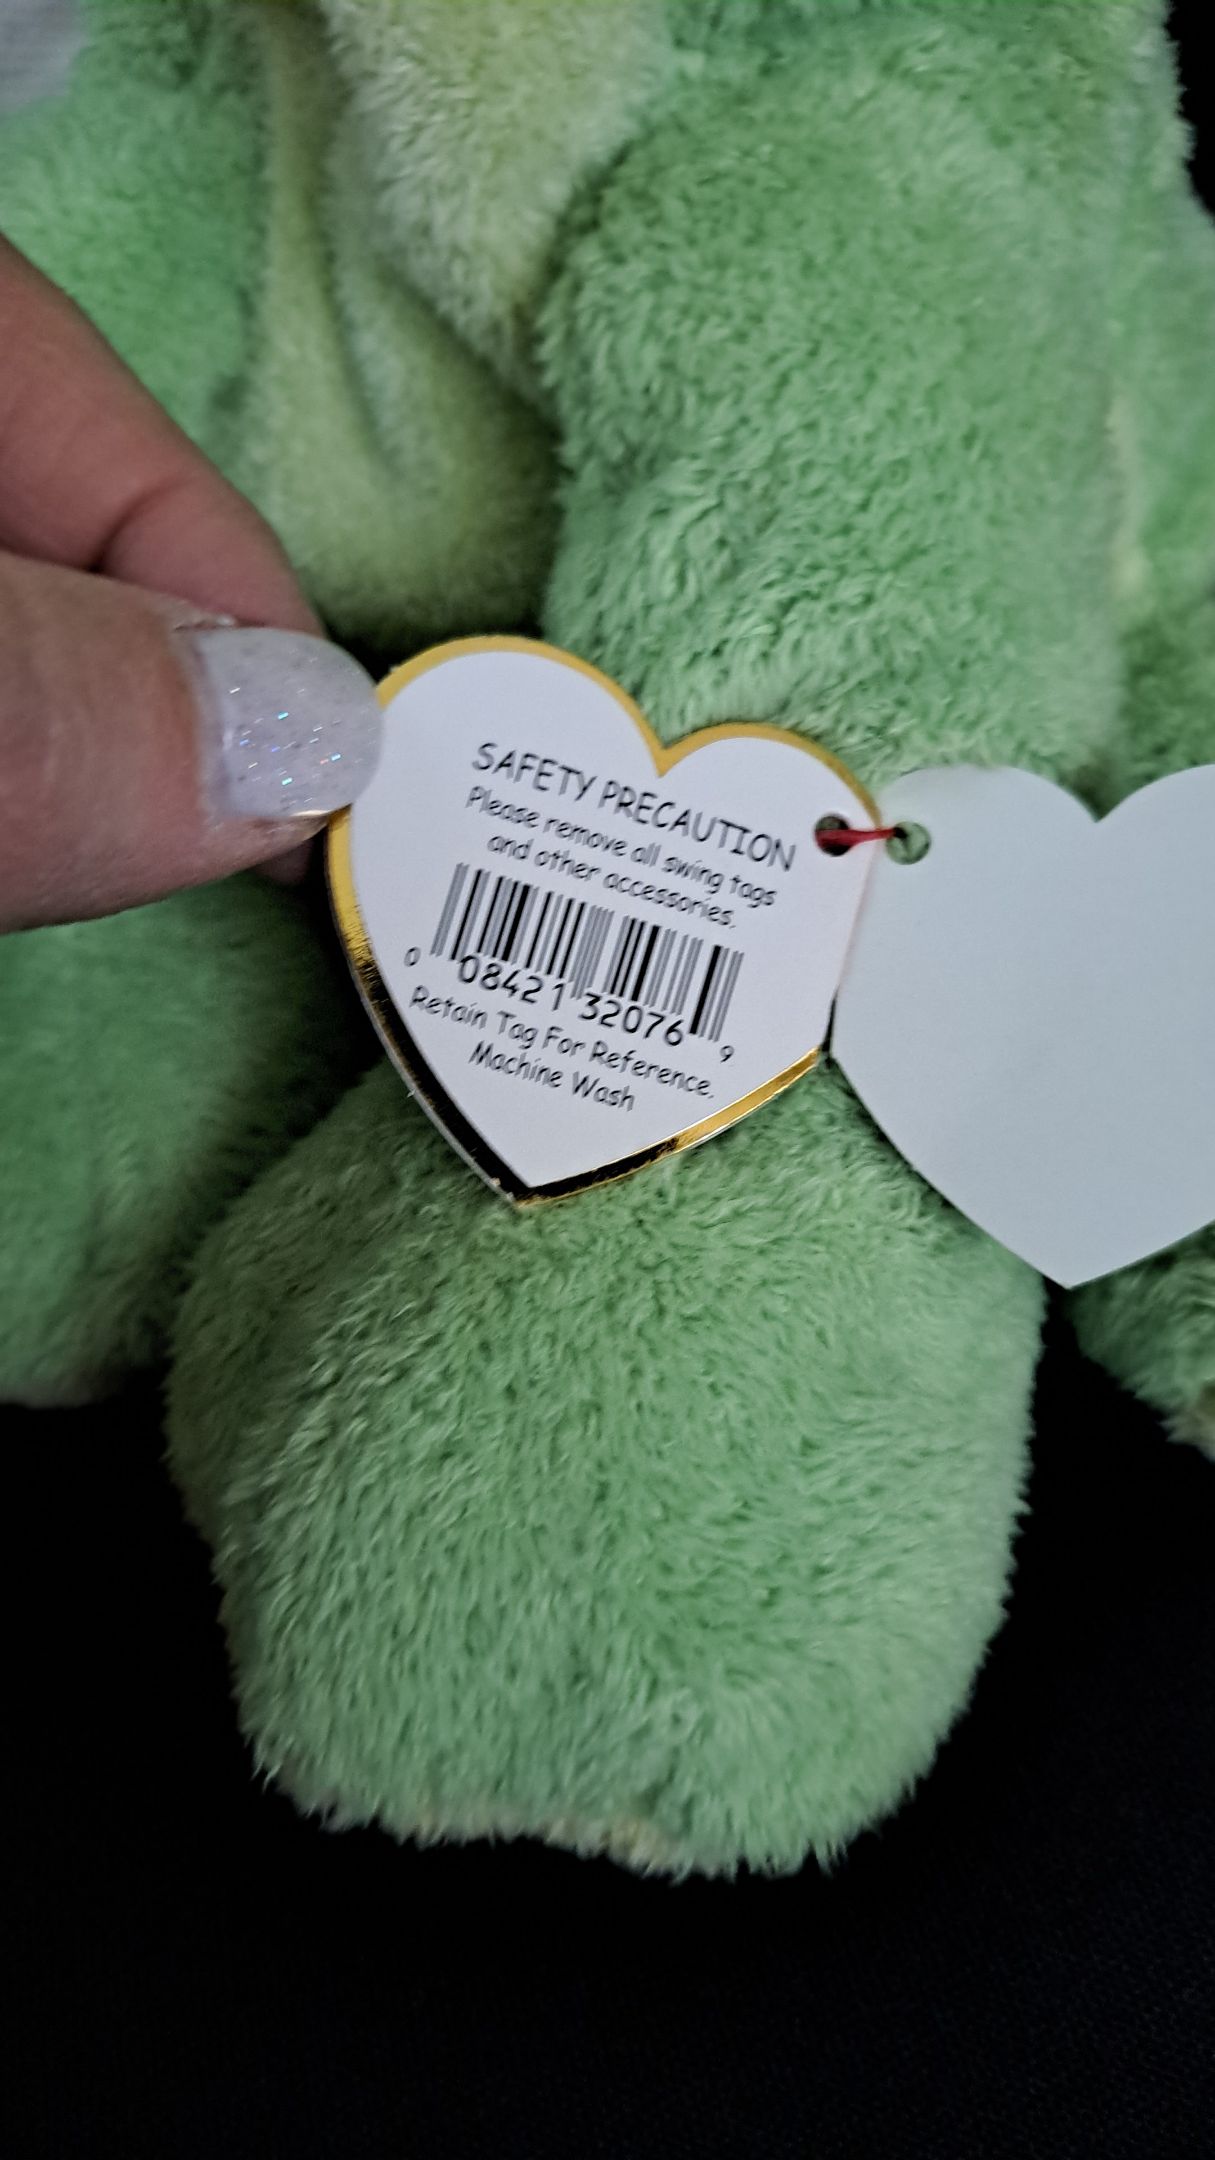 SAFETY PRECAUTION
Please remove all swing tags
and other accessories.
0 08421 32076 9
Retain Tag For Reference.
Machine Wash